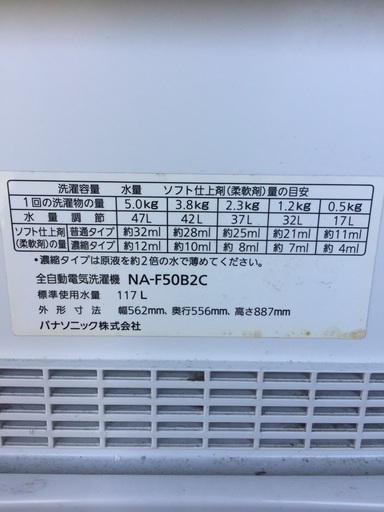 洗濯容量 水量 ソフト仕上剤(柔軟剤)量の目安
1回の洗濯物の量 5.0kg 3.8kg 2.3kg 1.2kg 0.5kg
水量調節 47L 42L 37L 32L 17L
ソフト仕上剤 普通タイプ 約32ml 約28ml 約25ml 約21ml 約11ml
(柔軟剤)の量 濃縮タイプ 約12ml 約10ml 約 8ml 約 7ml 約 4ml
•濃縮タイプは原液を約2倍の水で薄めてください。
全自動電気洗濯機 NA-F50B2C
標準使用水量 117L
外形寸法 幅562mm、奥行556mm、高さ887mm
パナソニック株式会社